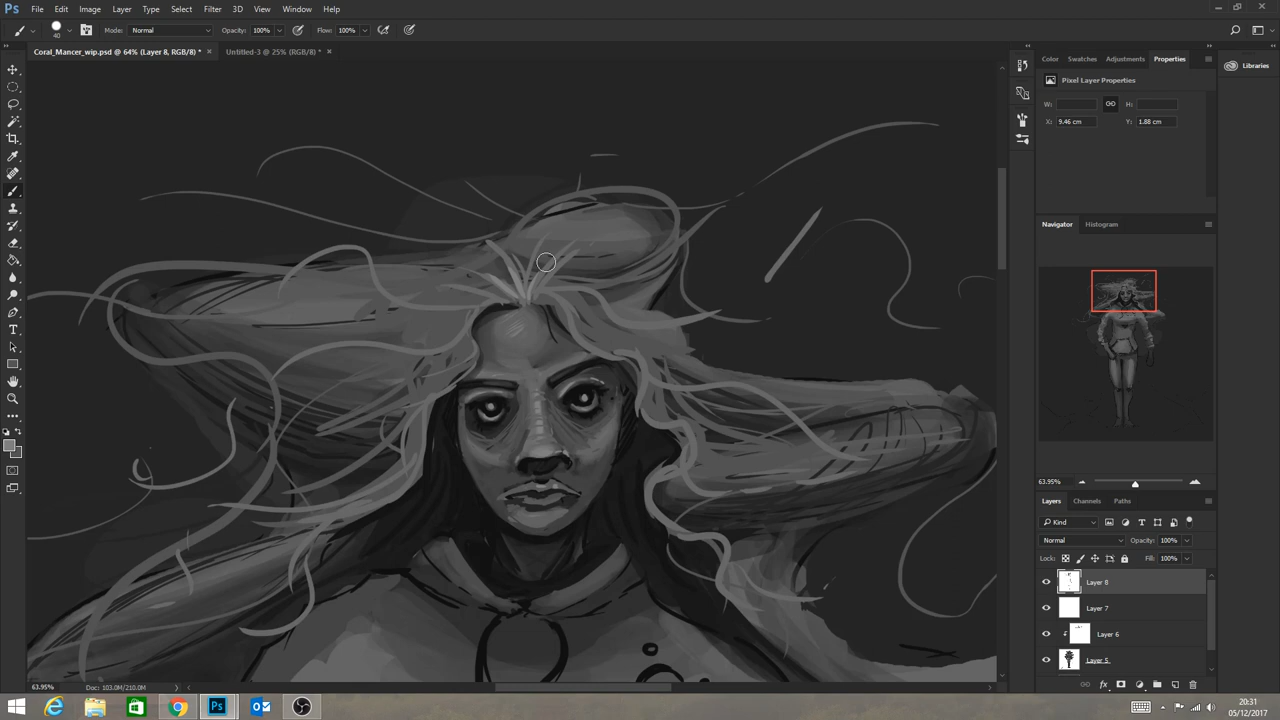 Ps File Edit Image Layer Type Select Filter 3D View Window Help
40 Mode: Normal Opacity: 100% Flow: 100%
Coral_Mancer_wip.psd @ 64% (Layer 8, RGB/8) * × Untitled-3 @ 25% (RGB/8) * ×
Color Swatches Adjustments Properties
Libraries
Pixel Layer Properties
W: H:
X: 9.46 cm Y: 1.88 cm
Navigator Histogram
63.95%
Layers Channels Paths
Kind
Normal Opacity: 100%
Lock: Fill: 100%
Layer 8
Layer 7
Layer 6
Layer 5
63.95% Doc: 103.0M/210.0M
Ps
20:31
05/12/2017